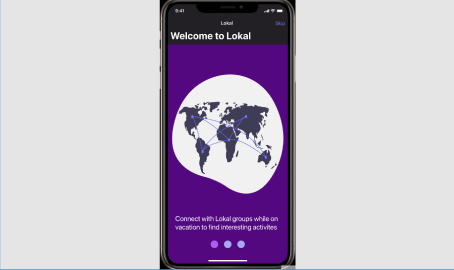 9:41
Lokal
Skip
Welcome to Lokal
Connect with Lokal groups while on
vacation to find interesting activites